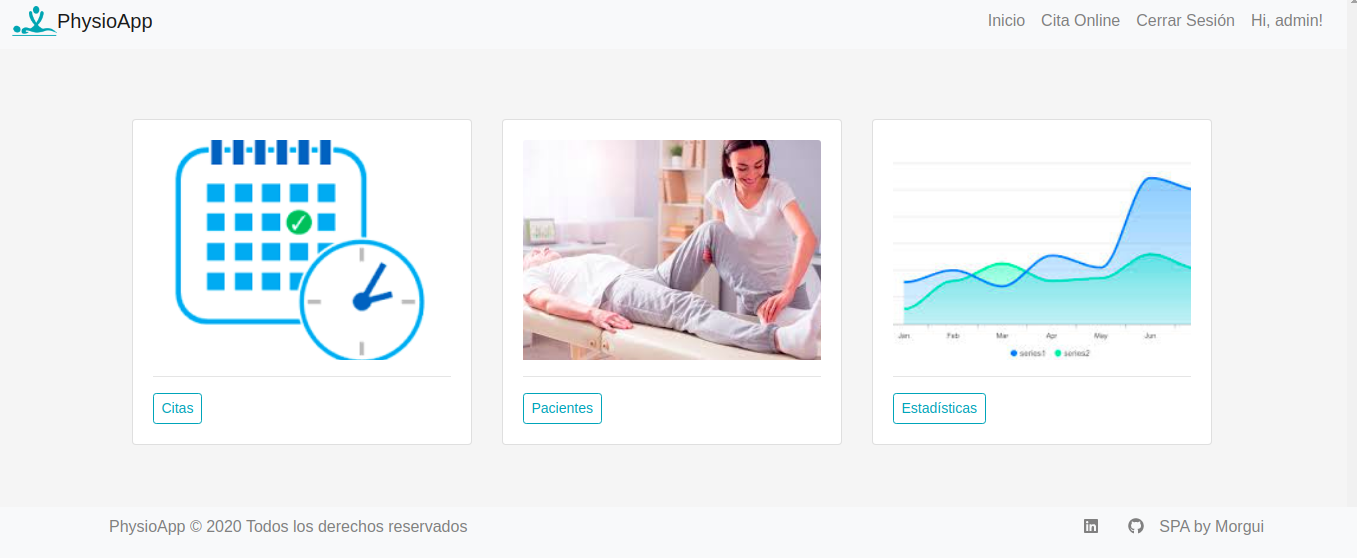 PhysioApp
Inicio Cita Online Cerrar Sesión Hi, admin!
Jan Feb Mar Apr May Jun
series1 series2
Citas
Pacientes
Estadísticas
PhysioApp © 2020 Todos los derechos reservados
SPA by Morgui